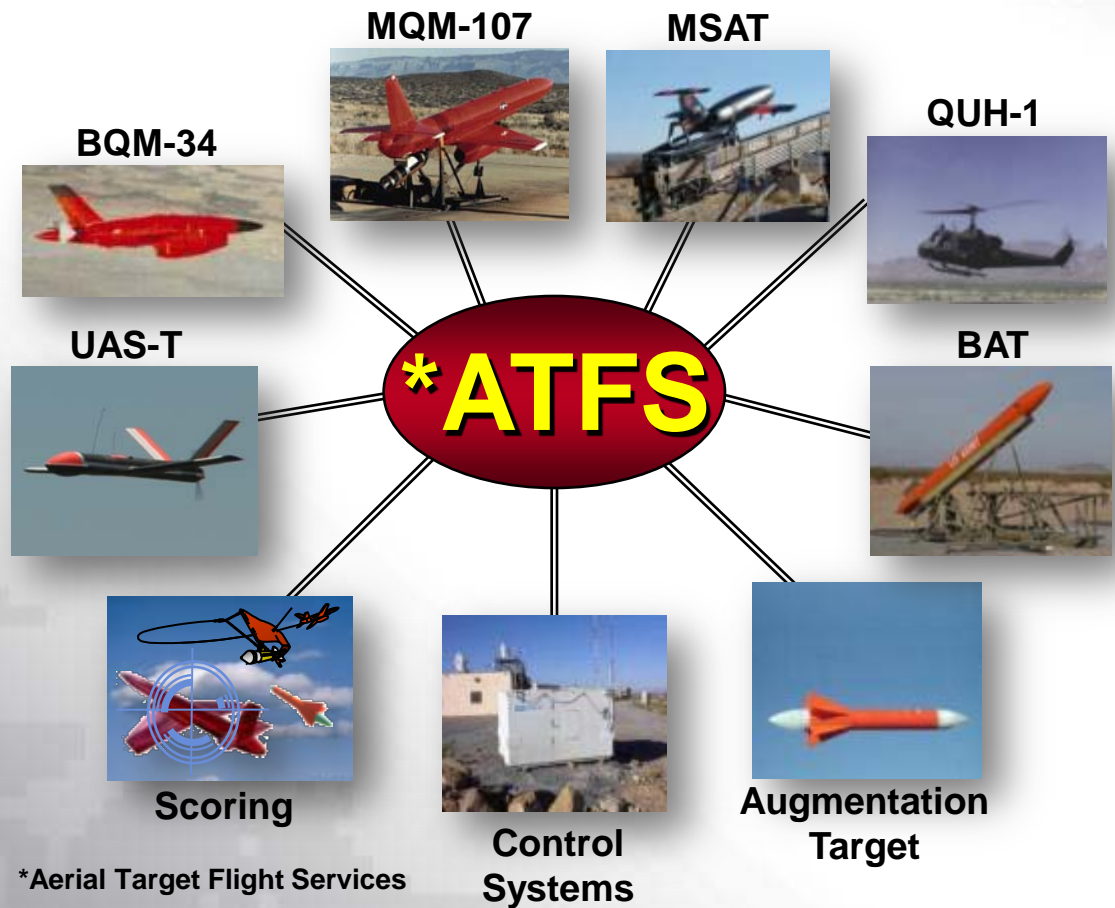 MQM-107
MSAT
BQM-34
QUH-1
UAS-T
BAT
*ATFS
Scoring
Control
Systems
Augmentation
Target
*Aerial Target Flight Services